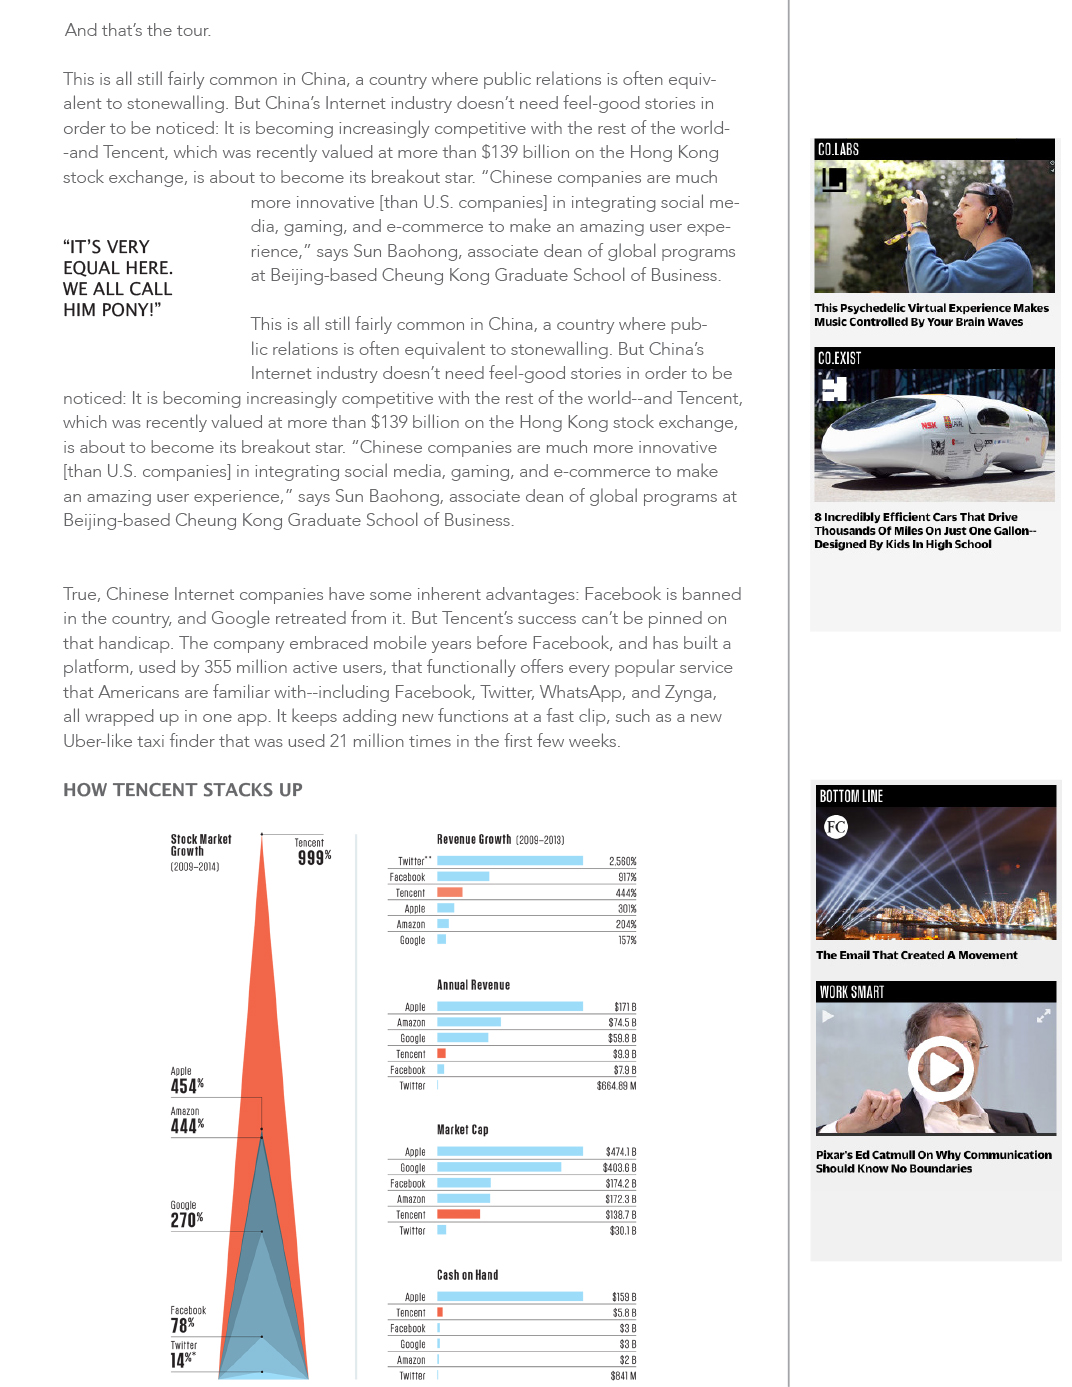 And that's the tour.
This is all still fairly common in China, a country where public relations is often equiv-
alent to stonewalling. But China's Internet industry doesn't need feel-good stories in
order to be noticed: It is becoming increasingly competitive with the rest of the world-
-and Tencent, which was recently valued at more than $139 billion on the Hong Kong
stock exchange, is about to become its breakout star. “Chinese companies are much
more innovative [than U.S. companies] in integrating social me-
dia, gaming, and e-commerce to make an amazing user expe-
rience,” says Sun Baohong, associate dean of global programs
at Beijing-based Cheung Kong Graduate School of Business.
“IT'S VERY
EQUAL HERE.
WE ALL CALL
HIM PONY!”
This is all still fairly common in China, a country where pub-
lic relations is often equivalent to stonewalling. But China's
Internet industry doesn't need feel-good stories in order to be
noticed: It is becoming increasingly competitive with the rest of the world--and Tencent,
which was recently valued at more than $139 billion on the Hong Kong stock exchange,
is about to become its breakout star. “Chinese companies are much more innovative
[than U.S. companies] in integrating social media, gaming, and e-commerce to make
an amazing user experience,” says Sun Baohong, associate dean of global programs at
Beijing-based Cheung Kong Graduate School of Business.
True, Chinese Internet companies have some inherent advantages: Facebook is banned
in the country, and Google retreated from it. But Tencent's success can't be pinned on
that handicap. The company embraced mobile years before Facebook, and has built a
platform, used by 355 million active users, that functionally offers every popular service
that Americans are familiar with--including Facebook, Twitter, WhatsApp, and Zynga,
all wrapped up in one app. It keeps adding new functions at a fast clip, such as a new
Uber-like taxi finder that was used 21 million times in the first few weeks.
HOW TENCENT STACKS UP
Stock Market
Growth
(2009–2014)
Tencent
999%
Apple
454%
Amazon
444%
Google
270%
Facebook
78%
Twitter
14%*
Revenue Growth (2009–2013)
Twitter** 2,560%
Facebook 917%
Tencent 444%
Apple 301%
Amazon 204%
Google 157%
Annual Revenue
Apple $171 B
Amazon $74.5 B
Google $59.8 B
Tencent $9.9 B
Facebook $7.9 B
Twitter $664.89 M
Market Cap
Apple $474.1 B
Google $403.6 B
Facebook $174.2 B
Amazon $172.3 B
Tencent $138.7 B
Twitter $30.1 B
Cash on Hand
Apple $159 B
Tencent $5.8 B
Facebook $3 B
Google $3 B
Amazon $2 B
Twitter $841 M
CO.LABS
This Psychedelic Virtual Experience Makes
Music Controlled By Your Brain Waves
CO.EXIST
NSK
LAVAL
8 Incredibly Efficient Cars That Drive
Thousands Of Miles On Just One Gallon--
Designed By Kids In High School
BOTTOM LINE
FC
The Email That Created A Movement
WORK SMART
Pixar's Ed Catmull On Why Communication
Should Know No Boundaries